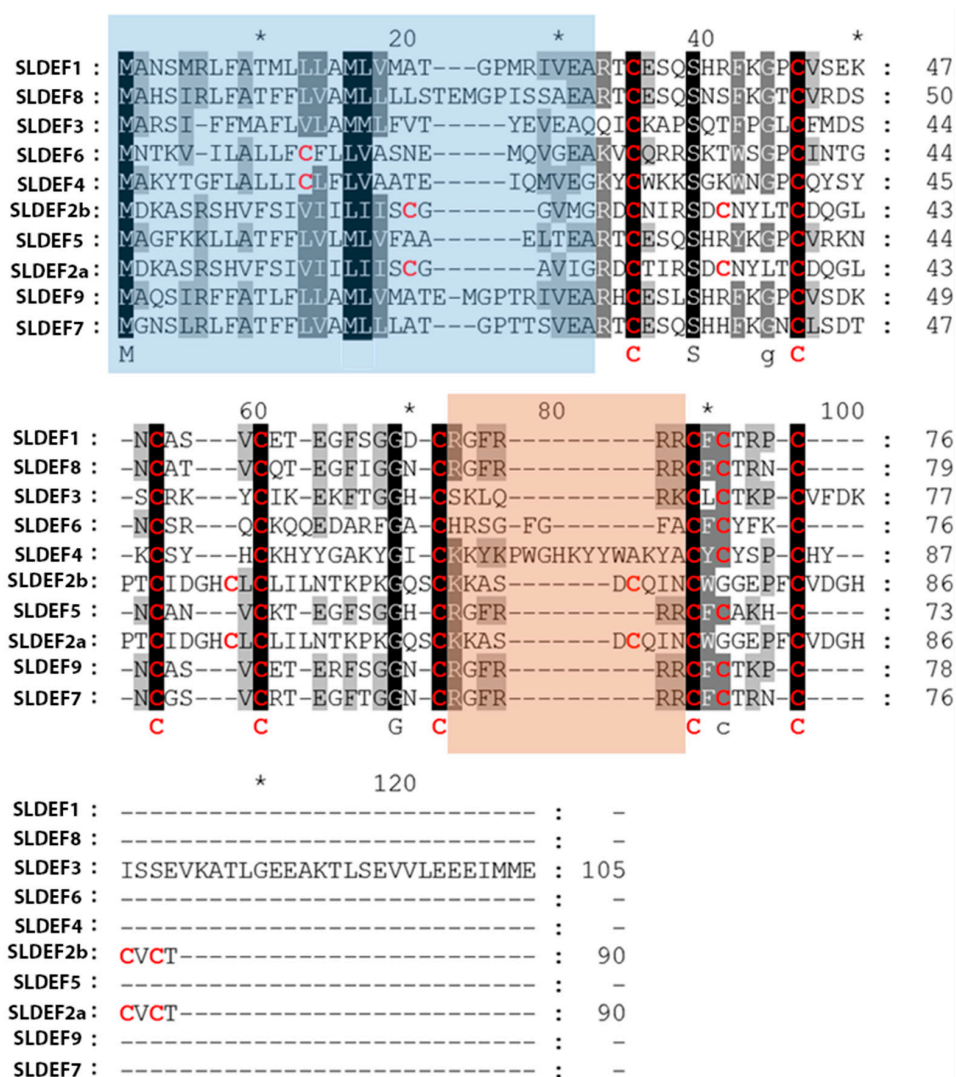 * 20 * 40 *
SLDEF1 : MANSMRLFATMLLLAMLVMAT---GPMRIVEARTCESQSHRFKGPCVSEK : 47
SLDEF8 : MAHSIRLFATFFLVAMLLLLSTEMGPISSAEARTCESQSNSFKGTCVRDS : 50
SLDEF3 : MARSI-FFMAFLVLAMMLFVT-----YEVEAQQICKAPSQTFPGLCFMDS : 44
SLDEF6 : MNTKV-ILALLFCFLLVASNE-----MQVGEAKVCQRRSKTWSGPCINTG : 44
SLDEF4 : MAKYTGFLALLICLFLVAATE-----IQMVEGKYCWKKSGKWNGPCQYSY : 45
SLDEF2b : MDKASRSHVFSIVIILIISCG-------GVMGRDCNIRSDCNYLTCDQGL : 43
SLDEF5 : MAGFKKLLATFFLVLMLVFAA------ELTEARTCESQSHRYKGPCVRKN : 44
SLDEF2a : MDKASRSHVFSIVIILIISCG-------AVIGRDCTIRSDCNYLTCDQGL : 43
SLDEF9 : MAQSIRFFATLFLLAMLVMATE-MGPTRIVEARHCESLSHRFKGPCVSDK : 49
SLDEF7 : MGNSLRLFATFFLVAMLLLAT---GPTTSVEARTCESQSHHFKGNCLSDT : 47
M C S g C
60 * 80 * 100
SLDEF1 : -NCAS---VCET-EGFSGGD-CRGFR----------RRCFCTRP-C---- : 76
SLDEF8 : -NCAT---VCQT-EGFIGGN-CRGFR----------RRCFCTRN-C---- : 79
SLDEF3 : -SCRK---YCIK-EKFTGGH-CSKLQ----------RKCLCTKP-CVFDK : 77
SLDEF6 : -NCSR---QCKQQEDARFGA-CHRSG-FG-------FACFCYFK-C---- : 76
SLDEF4 : -KCSY---HCKHYYGAKYGI-CKKYKPWGHKYYWAKYACYCYSP-CHY-- : 87
SLDEF2b : PTCIDGHCLCLILNTKPKGQSCKKAS-------DCQINCWGGEPFCVDGH : 86
SLDEF5 : -NCAN---VCKT-EGFSGGH-CRGFR----------RRCFCAKH-C---- : 73
SLDEF2a : PTCIDGHCLCLILNTKPKGQSCKKAS-------DCQINCWGGEPFCVDGH : 86
SLDEF9 : -NCAS---VCET-ERFSGGN-CRGFR----------RRCFCTKP-C---- : 78
SLDEF7 : -NCGS---VCRT-EGFTGGN-CRGFR----------RRCFCTRN-C---- : 76
C C G C C c C
* 120
SLDEF1 : ---------------------------- : -
SLDEF8 : ---------------------------- : -
SLDEF3 : ISSEVKATLGEEAKTLSEVVLEEEIMME : 105
SLDEF6 : ---------------------------- : -
SLDEF4 : ---------------------------- : -
SLDEF2b : CVCT------------------------ : 90
SLDEF5 : ---------------------------- : -
SLDEF2a : CVCT------------------------ : 90
SLDEF9 : ---------------------------- : -
SLDEF7 : ---------------------------- : -